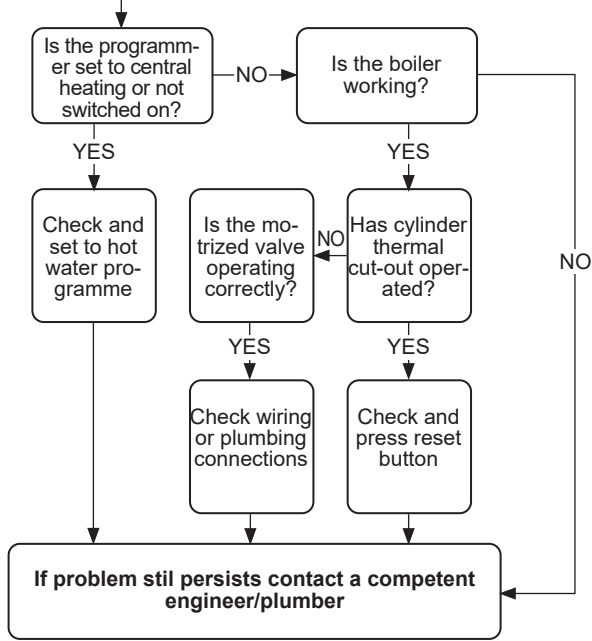 Is the programm-
er set to central
heating or not
switched on?
NO
Is the boiler
working?
YES
YES
Check and
set to hot
water pro-
gramme
Is the mo-
trized valve
operating
correctly?
NO
Has cylinder
thermal
cut-out oper-
ated?
NO
YES
YES
Check wiring
or plumbing
connections
Check and
press reset
button
If problem stil persists contact a competent
engineer/plumber